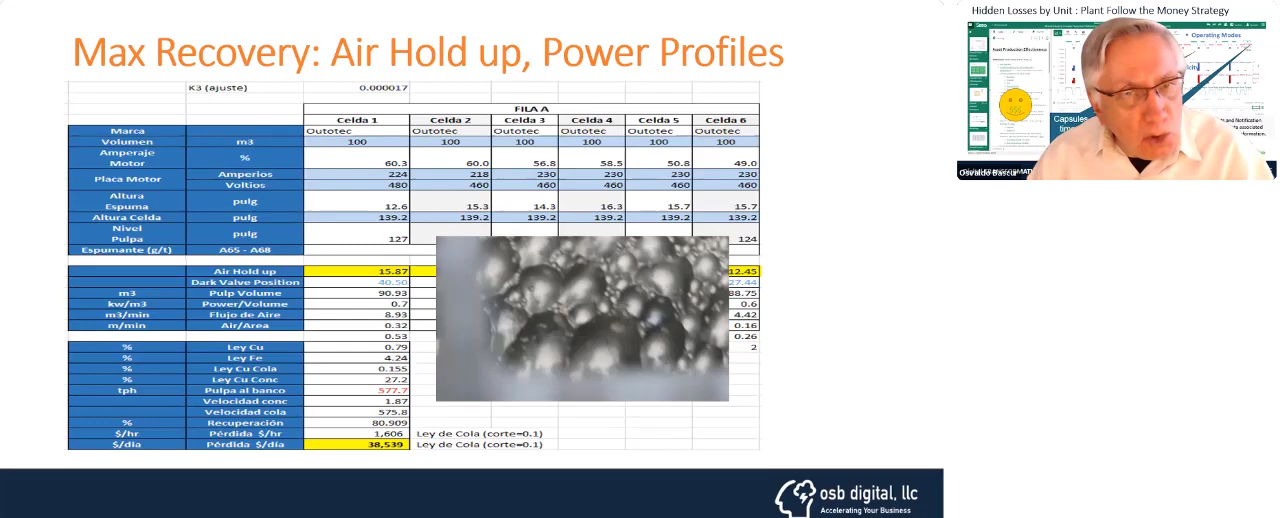 Max Recovery: Air Hold up, Power Profiles
K3 (ajuste) 0.000017
FILA A
Celda 1 Celda 2 Celda 3 Celda 4 Celda 5 Celda 6
Marca Outotec Outotec Outotec Outotec Outotec Outotec
Volumen m3 100 100 100 100 100 100
Amperaje Motor % 60.3 60.0 56.8 58.5 50.8 49.0
Placa Motor Amperios 224 218 230 230 230 230
Voltios 480 460 460 460 460 460
Altura Espuma pulg 12.6 15.3 14.3 16.3 15.7 15.7
Altura Celda pulg 139.2 139.2 139.2 139.2 139.2 139.2
Nivel Pulpa pulg 127 124
Espumante (g/t) A65 - A68
Air Hold up 15.87 12.45
Dark Valve Position 40.50 27.44
m3 Pulp Volume 90.93 88.75
kw/m3 Power/Volume 0.7 0.6
m3/min Flujo de Aire 8.93 4.42
m/min Air/Area 0.32 0.16
0.53 0.26
% Ley Cu 0.79 2
% Ley Fe 4.24
% Ley Cu Cola 0.155
% Ley Cu Conc 27.2
tph Pulpa al banco 577.7
Velocidad conc 1.87
Velocidad cola 575.8
% Recuperación 80.909
$/hr Pérdida $/hr 1,606 Ley de Cola (corte=0.1)
$/dia Pérdida $/día 38,539 Ley de Cola (corte=0.1)
osb digital, llc
Accelerating Your Business
Hidden Losses by Unit : Plant Follow the Money Strategy
Operating Modes
Capsules
Osvaldo Bascur